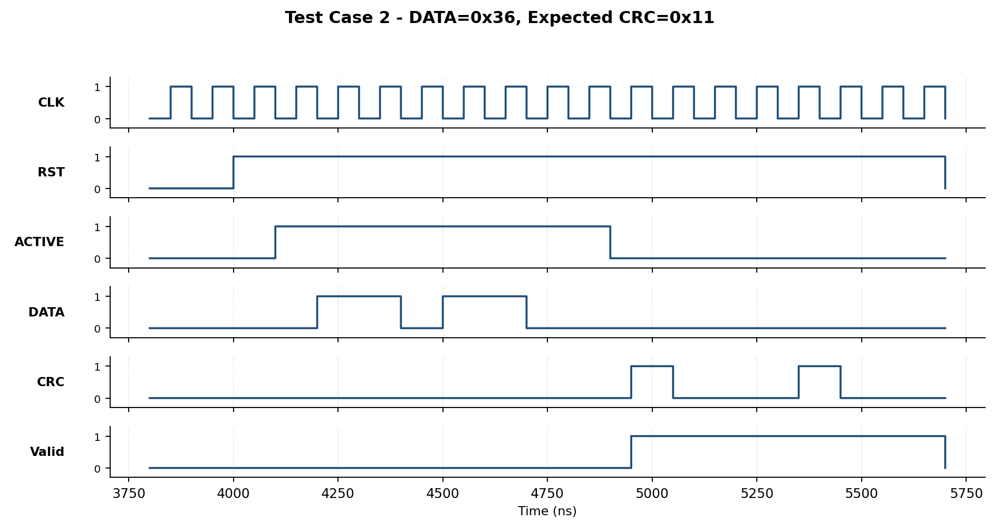 Test Case 2 - DATA=0x36, Expected CRC=0x11
CLK
1
0
RST
1
0
ACTIVE
1
0
DATA
1
0
CRC
1
0
Valid
1
0
3750 4000 4250 4500 4750 5000 5250 5500 5750
Time (ns)